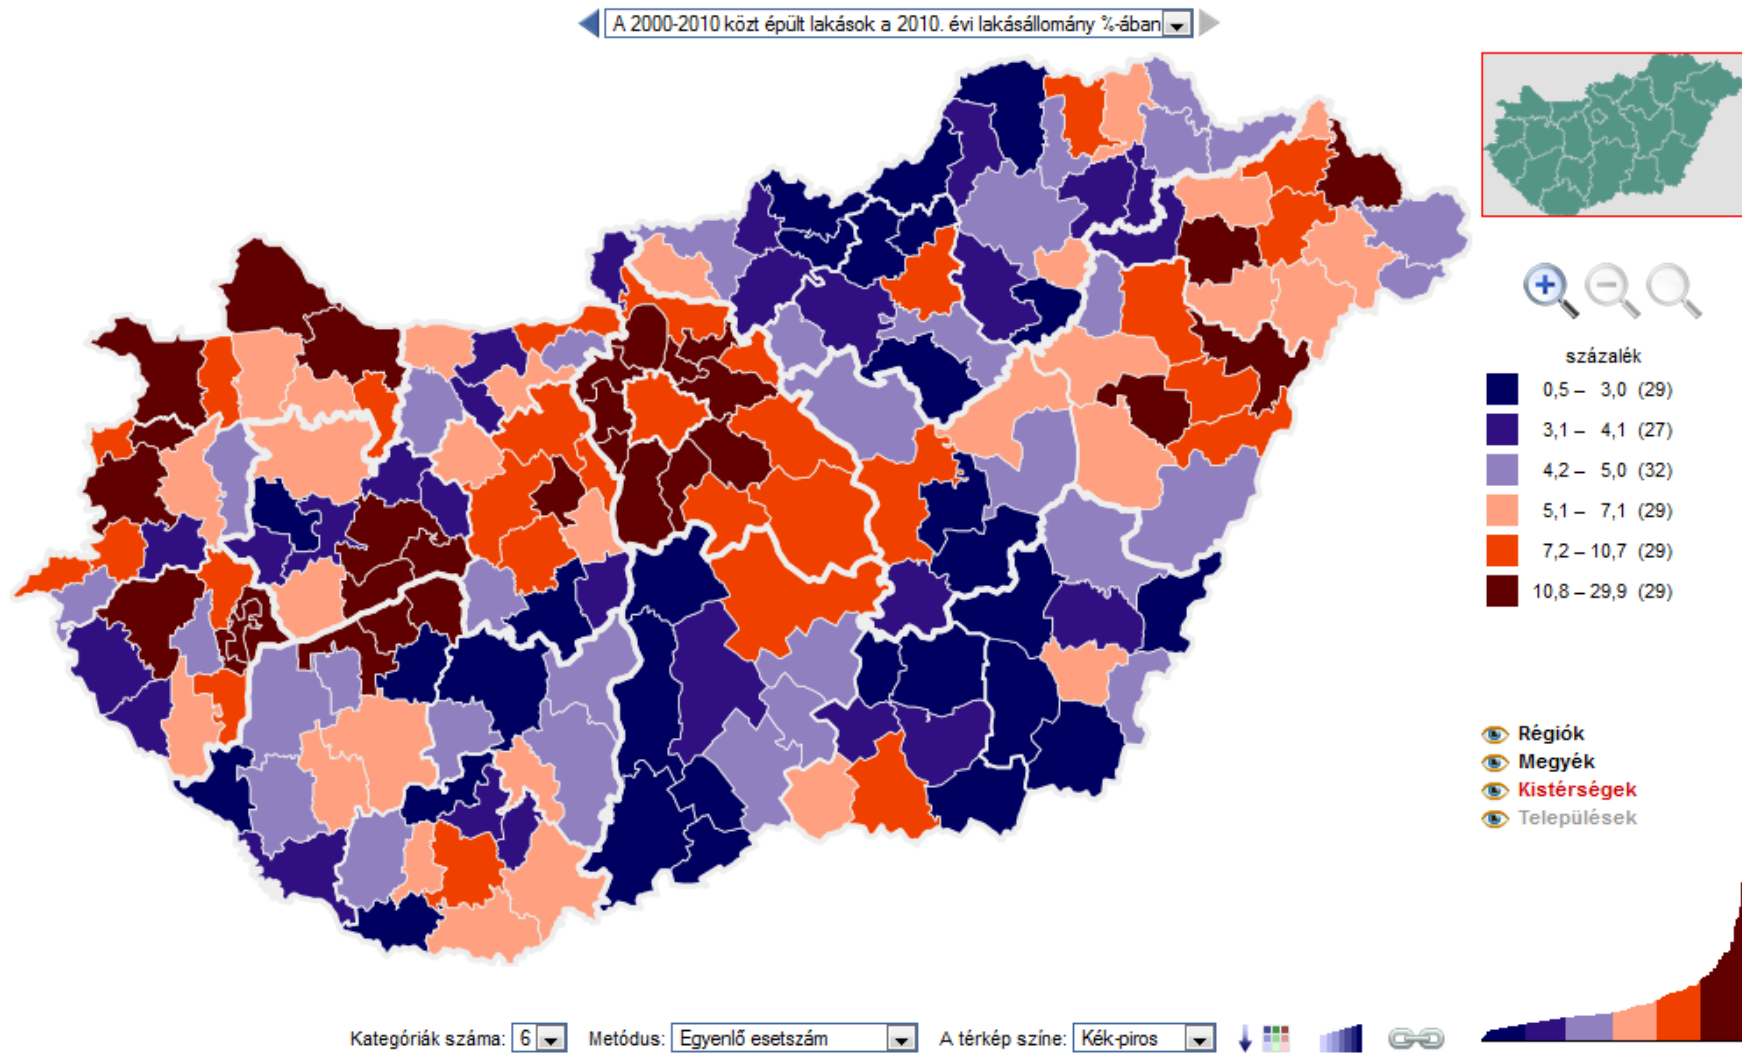 A 2000-2010 közt épült lakások a 2010. évi lakásállomány %-ában
százalék
0,5 – 3,0 (29)
3,1 – 4,1 (27)
4,2 – 5,0 (32)
5,1 – 7,1 (29)
7,2 – 10,7 (29)
10,8 – 29,9 (29)
Régiók
Megyék
Kistérségek
Települések
Kategóriák száma: 6 Metódus: Egyenlő esetszám A térkép színe: Kék-piros